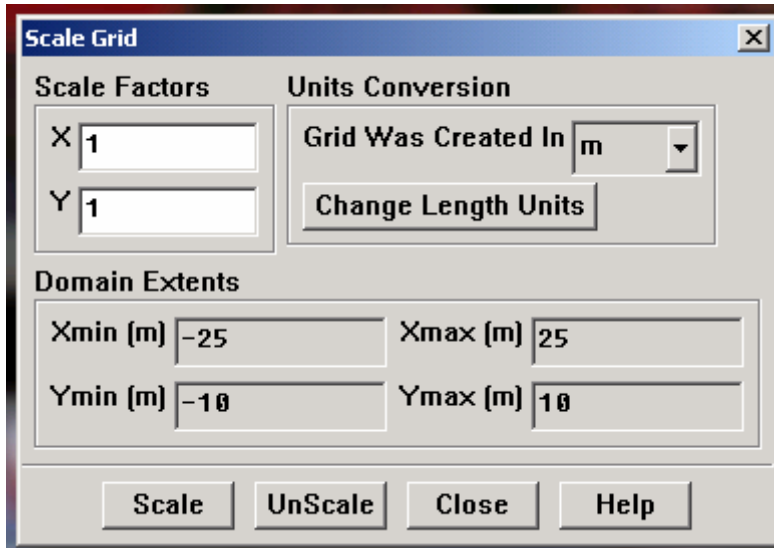 Scale Grid
Scale Factors
X 1
Y 1
Units Conversion
Grid Was Created In m
Change Length Units
Domain Extents
Xmin (m) -25 Xmax (m) 25
Ymin (m) -10 Ymax (m) 10
Scale UnScale Close Help